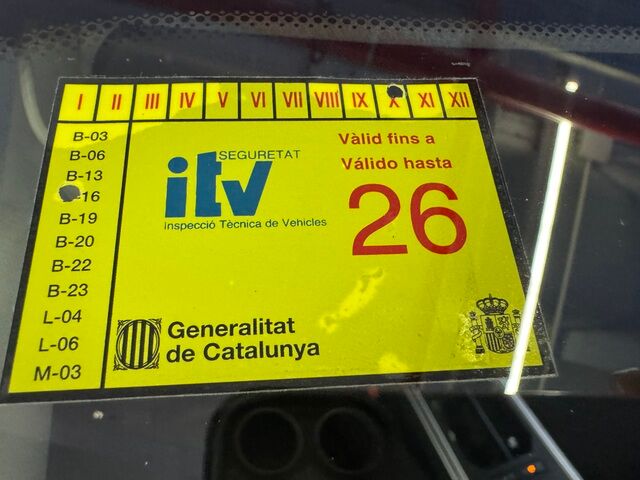 I II III IV V VI VII VIII IX X XI XII
B-03
B-06
B-13
-16
B-19
B-20
B-22
B-23
L-04
L-06
M-03
SEGURETAT
itv
Inspecció Tècnica de Vehicles
Vàlid fins a
Válido hasta
26
Generalitat
de Catalunya